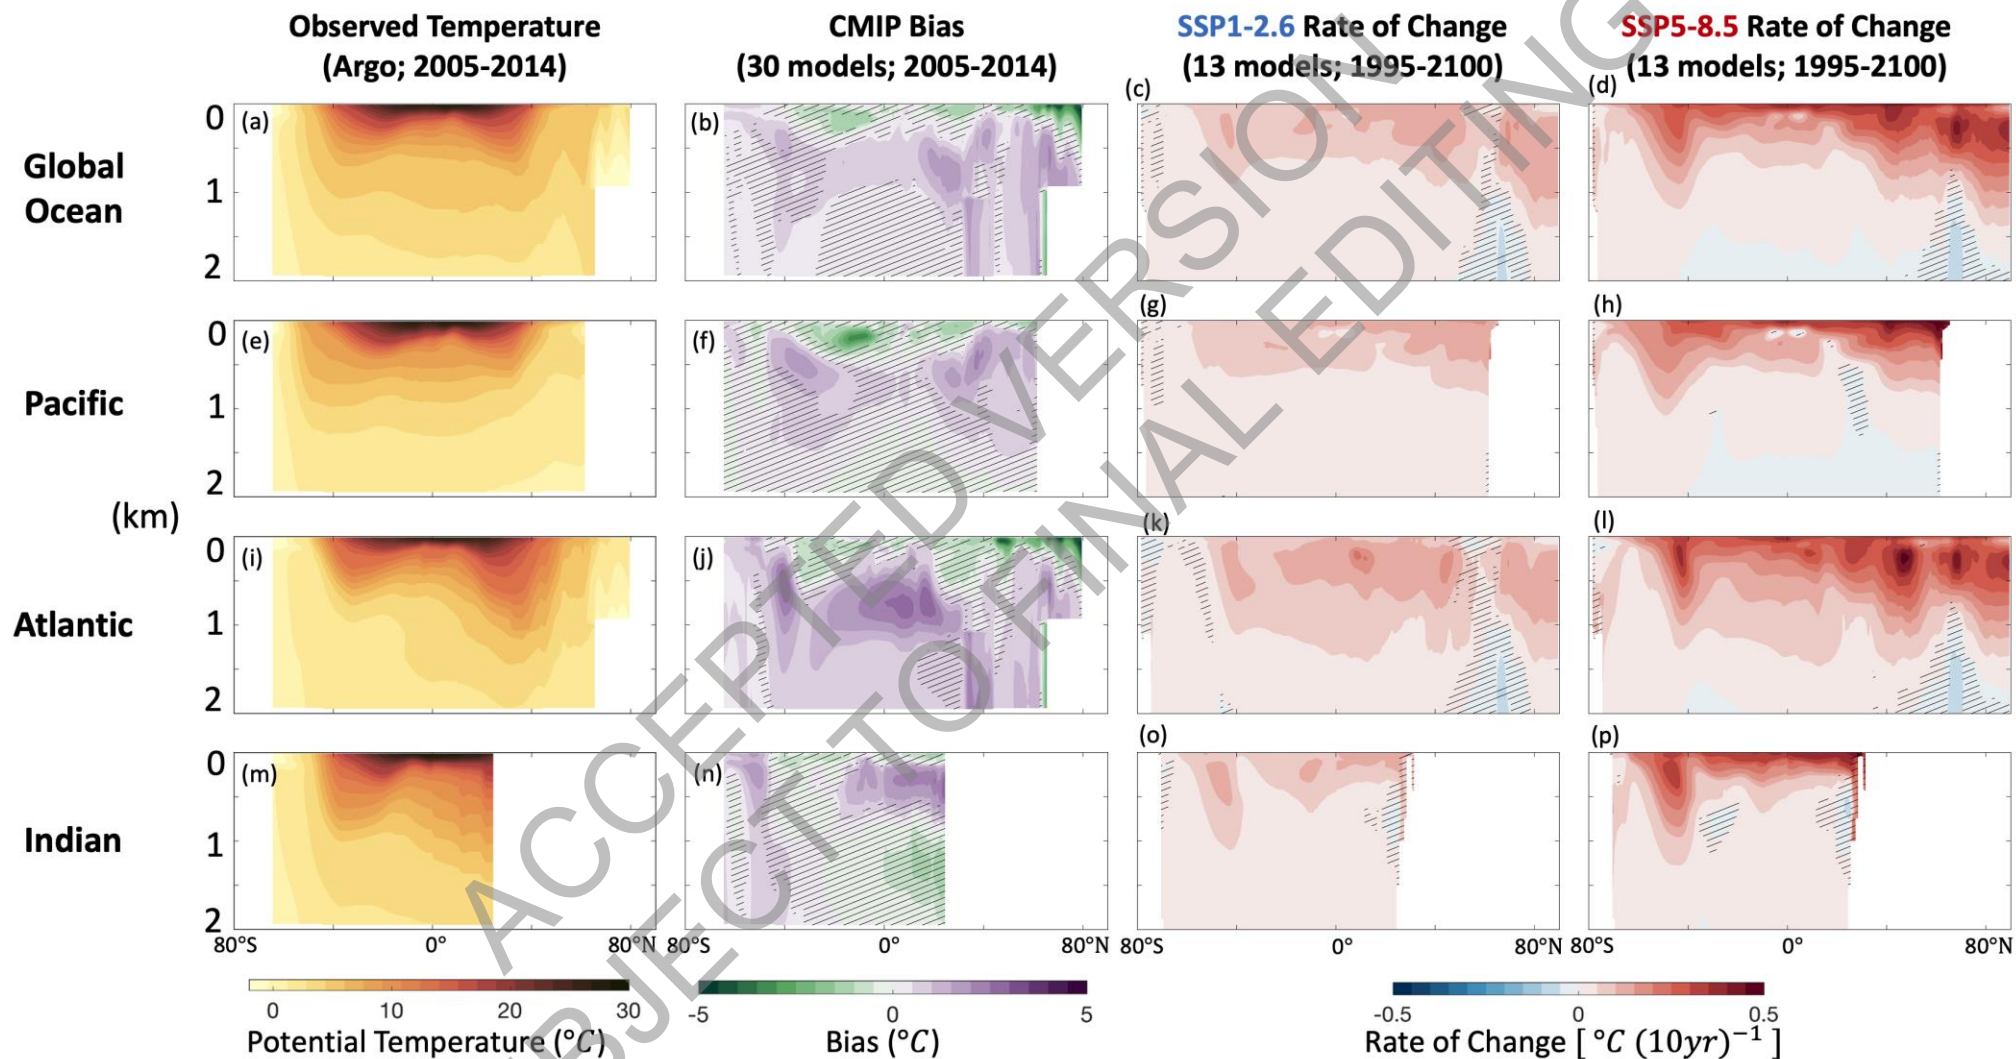 Observed Temperature
(Argo; 2005-2014)
CMIP Bias
(30 models; 2005-2014)
SSP1-2.6 Rate of Change
(13 models; 1995-2100)
SSP5-8.5 Rate of Change
(13 models; 1995-2100)
Global
Ocean
0
1
2
(a)
(b)
(c)
(d)
Pacific
0
1
2
(e)
(f)
(g)
(h)
(km)
Atlantic
0
1
2
(i)
(j)
(k)
(l)
Indian
0
1
2
(m)
(n)
(o)
(p)
80°S 0° 80°N
80°S 0° 80°N
80°S 0° 80°N
80°S 0° 80°N
0 10 20 30
Potential Temperature (°C)
-5 0 5
Bias (°C)
-0.5 0 0.5
Rate of Change [ °C (10yr)⁻¹ ]
ACCEPTED VERSION
BJECT TO FINAL EDITING